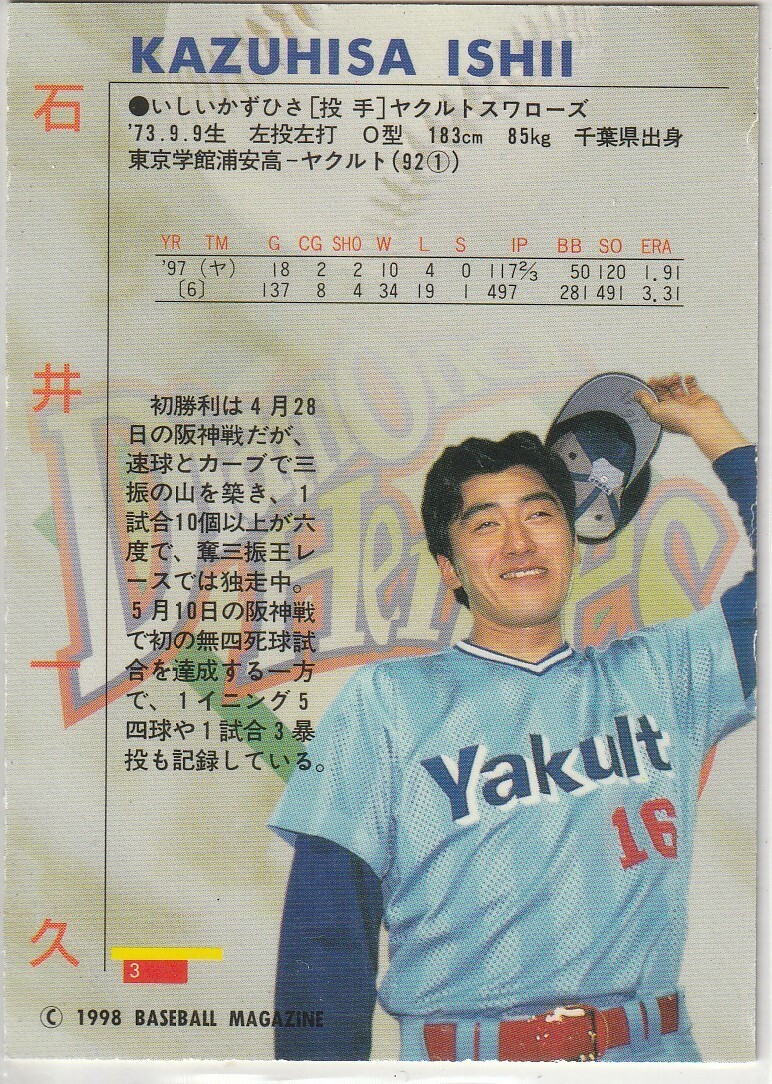 KAZUHISA ISHII
石井一久
●いしいかずひさ[投 手]ヤクルトスワローズ
'73.9.9生 左投左打 O型 183cm 85kg 千葉県出身
東京学館浦安高−ヤクルト(92①)
YR TM G CG SHO W L S IP BB SO ERA
'97 (ヤ) 18 2 2 10 4 0 117⅔ 50 120 1.91
〔6〕 137 8 4 34 19 1 497 281 491 3.31
初勝利は4月28
日の阪神戦だが、
速球とカーブで三
振の山を築き、1
試合10個以上が六
度で、奪三振王レ
ースでは独走中。
5月10日の阪神戦
で初の無四死球試
合を達成する一方
で、1イニング5
四球や1試合3暴
投も記録している。
Yakult
16
3
© 1998 BASEBALL MAGAZINE